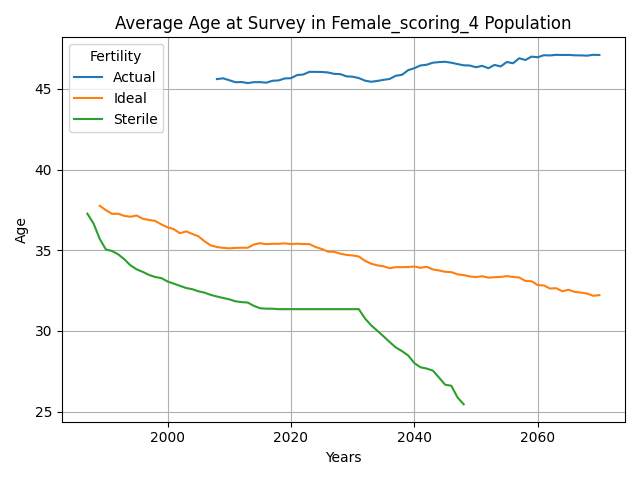 Average Age at Survey in Female_scoring_4 Population
Fertility
Actual
Ideal
Sterile
Age
45
40
35
30
25
2000
2020
2040
2060
Years